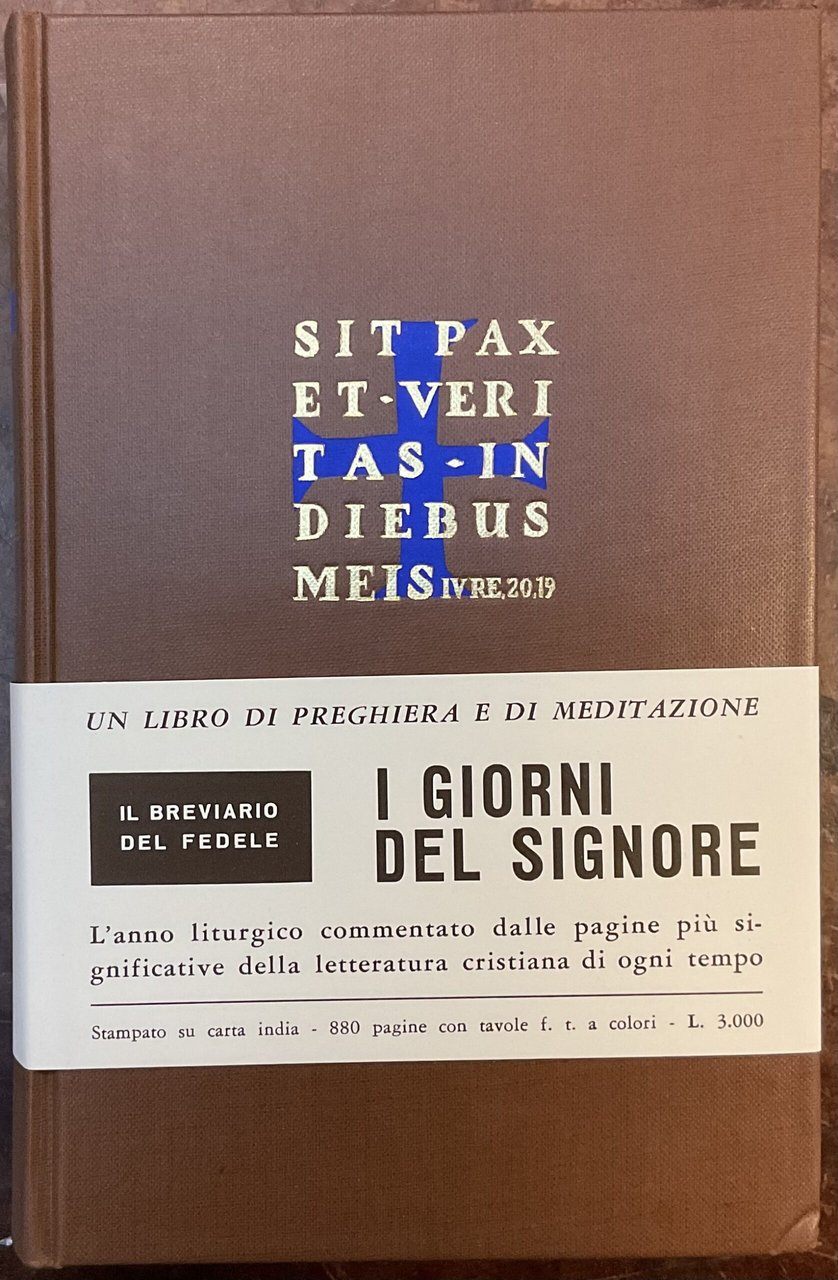 SIT PAX
ET-VERI
TAS-IN
DIEBUS
MEIS IV RE, 20, 19
UN LIBRO DI PREGHIERA E DI MEDITAZIONE
IL BREVIARIO
DEL FEDELE
I GIORNI
DEL SIGNORE
L'anno liturgico commentato dalle pagine più si-
gnificative della letteratura cristiana di ogni tempo
Stampato su carta india - 880 pagine con tavole f. t. a colori - L. 3.000